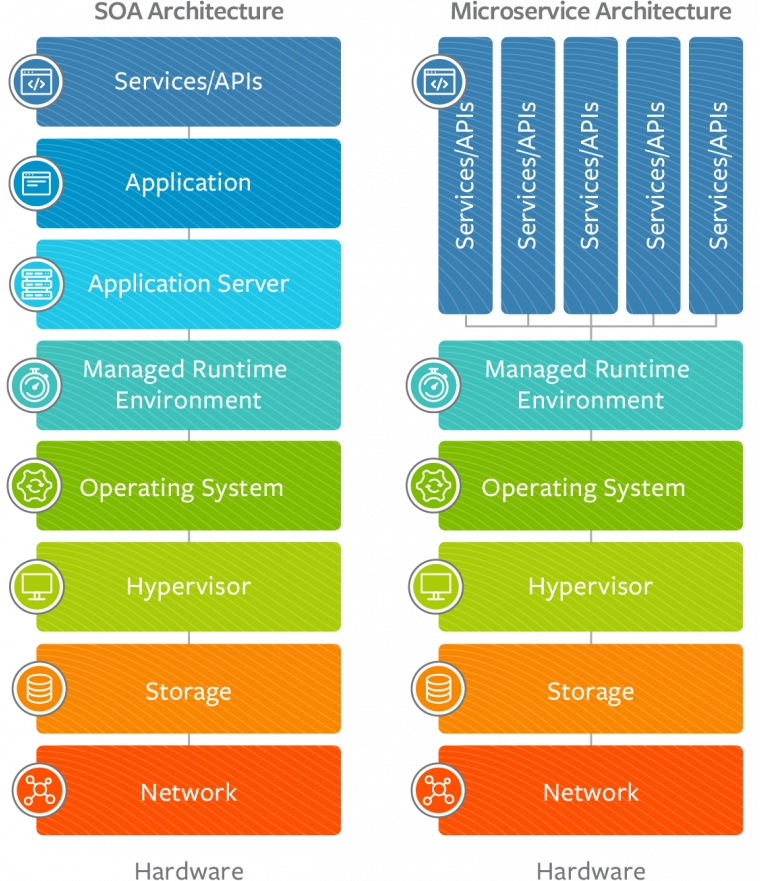 SOA Architecture
Services/APIs
Application
Application Server
Managed Runtime
Environment
Operating System
Hypervisor
Storage
Network
Hardware
Microservice Architecture
Services/APIs
Services/APIs
Services/APIs
Services/APIs
Services/APIs
Managed Runtime
Environment
Operating System
Hypervisor
Storage
Network
Hardware